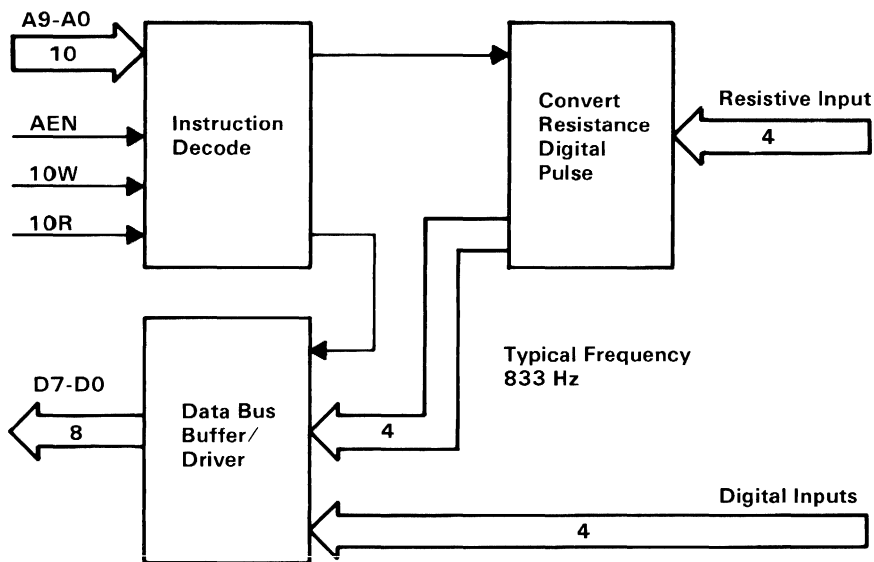 A9-A0
10
AEN
10W
10R
Instruction
Decode
Convert
Resistance
Digital
Pulse
Resistive Input
4
Typical Frequency
833 Hz
D7-D0
8
Data Bus
Buffer/
Driver
4
Digital Inputs
4